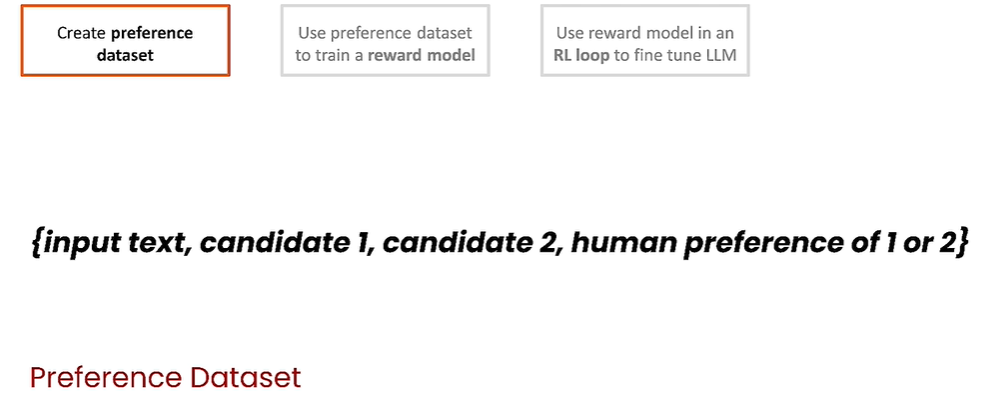 Create preference
dataset
Use preference dataset
to train a reward model
Use reward model in an
RL loop to fine tune LLM
{input text, candidate 1, candidate 2, human preference of 1 or 2}
Preference Dataset